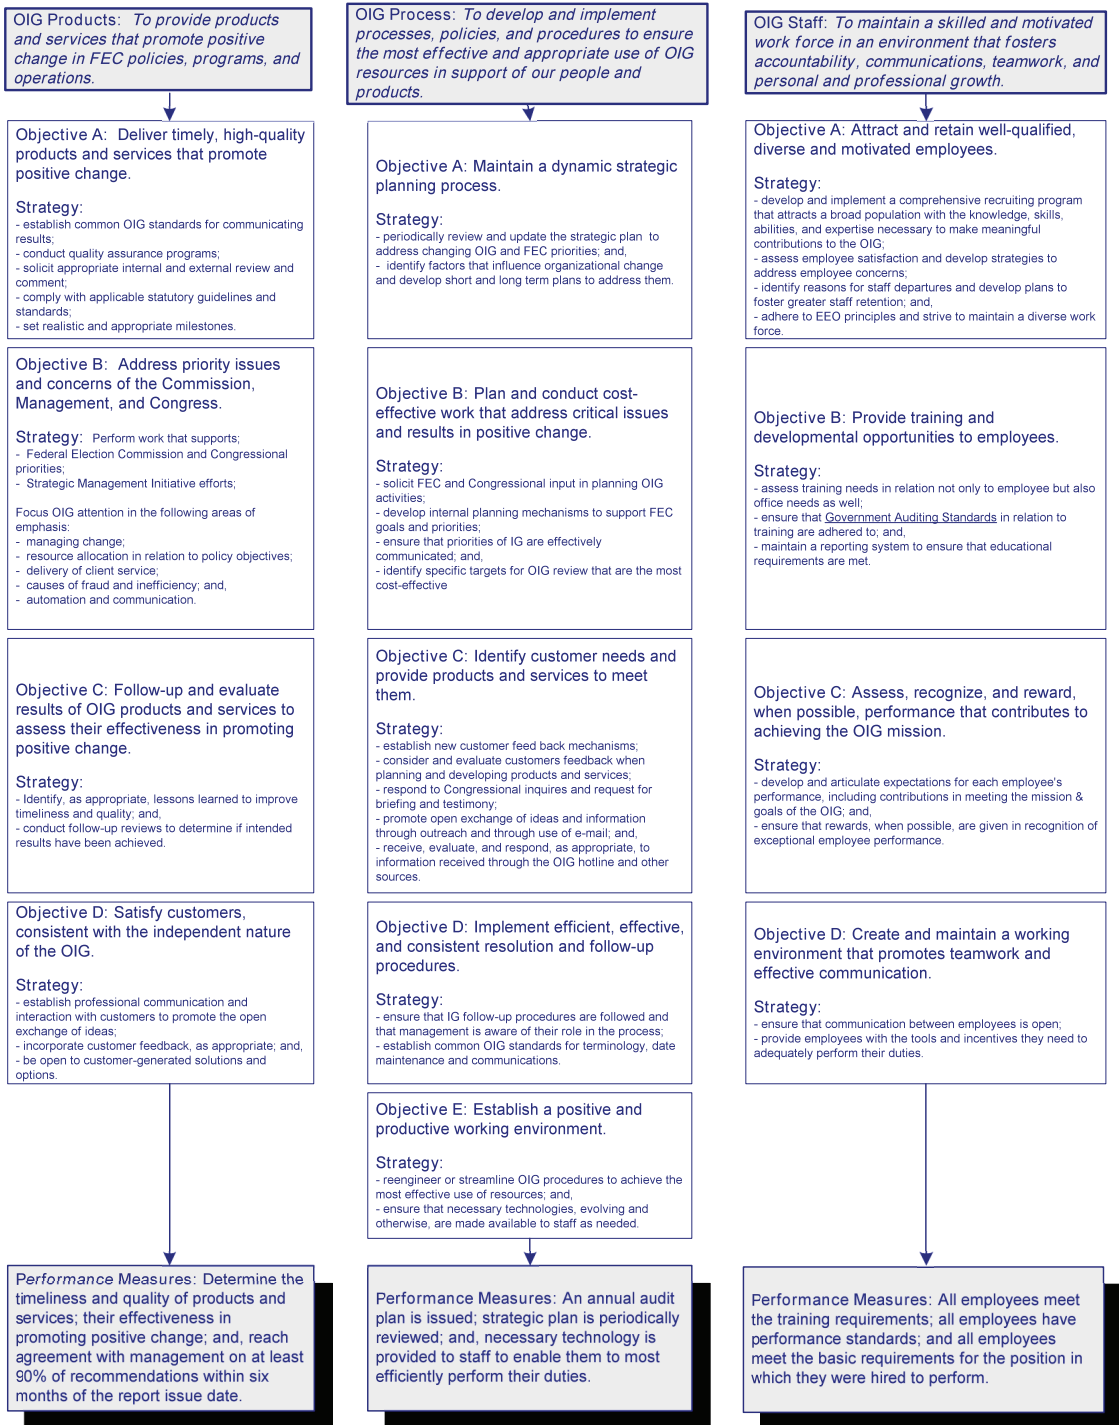 OIG Products:  To provide products
and services that promote positive
change in FEC policies, programs, and
operations.
Objective A:  Deliver timely, high-quality
products and services that promote
positive change.
Strategy:
- establish common OIG standards for communicating
results;
- conduct quality assurance programs;
- solicit appropriate internal and external review and
comment;
- comply with applicable statutory guidelines and
standards;
- set realistic and appropriate milestones.
Objective B:  Address priority issues
and concerns of the Commission,
Management, and Congress.
Strategy:  Perform work that supports;
-  Federal Election Commission and Congressional
priorities;
-  Strategic Management Initiative efforts;
Focus OIG attention in the following areas of
emphasis:
-  managing change;
-  resource allocation in relation to policy objectives;
-  delivery of client service;
-  causes of fraud and inefficiency; and,
-  automation and communication.
Objective C: Follow-up and evaluate
results of OIG products and services to
assess their effectiveness in promoting
positive change.
Strategy:
- Identify, as appropriate, lessons learned to improve
timeliness and quality; and,
- conduct follow-up reviews to determine if intended
results have been achieved.
Objective D: Satisfy customers,
consistent with the independent nature
of the OIG.
Strategy:
- establish professional communication and
interaction with customers to promote the open
exchange of ideas;
- incorporate customer feedback, as appropriate; and,
- be open to customer-generated solutions and
options.
Performance Measures: Determine the
timeliness and quality of products and
services; their effectiveness in
promoting positive change; and, reach
agreement with management on at least
90% of recommendations within six
months of the report issue date.
OIG Process:  To develop and implement
processes, policies, and procedures to ensure
the most effective and appropriate use of OIG
resources in support of our people and
products.
Objective A: Maintain a dynamic strategic
planning process.
Strategy:
- periodically review and update the strategic plan  to
address changing OIG and FEC priorities; and,
-  identify factors that influence organizational change
and develop short and long term plans to address them.
Objective B: Plan and conduct cost-
effective work that address critical issues
and results in positive change.
Strategy:
- solicit FEC and Congressional input in planning OIG
activities;
- develop internal planning mechanisms to support FEC
goals and priorities;
- ensure that priorities of IG are effectively
communicated; and,
- identify specific targets for OIG review that are the most
cost-effective
Objective C: Identify customer needs and
provide products and services to meet
them.
Strategy:
- establish new customer feed back mechanisms;
- consider and evaluate customers feedback when
planning and developing products and services;
- respond to Congressional inquires and request for
briefing and testimony;
- promote open exchange of ideas and information
through outreach and through use of e-mail; and,
- receive, evaluate, and respond, as appropriate, to
information received through the OIG hotline and other
sources.
Objective D: Implement efficient, effective,
and consistent resolution and follow-up
procedures.
Strategy:
- ensure that IG follow-up procedures are followed and
that management is aware of their role in the process;
- establish common OIG standards for terminology, date
maintenance and communications.
Objective E: Establish a positive and
productive working environment.
Strategy:
- reengineer or streamline OIG procedures to achieve the
most effective use of resources; and,
- ensure that necessary technologies, evolving and
otherwise, are made available to staff as needed.
Performance Measures: An annual audit
plan is issued; strategic plan is periodically
reviewed; and, necessary technology is
provided to staff to enable them to most
efficiently perform their duties.
OIG Staff: To maintain a skilled and motivated
work force in an environment that fosters
accountability, communications, teamwork, and
personal and professional growth.
Objective A: Attract and retain well-qualified,
diverse and motivated employees.
Strategy:
- develop and implement a comprehensive recruiting program
that attracts a broad population with the knowledge, skills,
abilities, and expertise necessary to make meaningful
contributions to the OIG;
- assess employee satisfaction and develop strategies to
address employee concerns;
- identify reasons for staff departures and develop plans to
foster greater staff retention; and,
- adhere to EEO principles and strive to maintain a diverse work
force.
Objective B: Provide training and
developmental opportunities to employees.
Strategy:
- assess training needs in relation not only to employee but also
office needs as well;
- ensure that Government Auditing Standards in relation to
training are adhered to; and,
- maintain a reporting system to ensure that educational
requirements are met.
Objective C: Assess, recognize, and reward,
when possible, performance that contributes to
achieving the OIG mission.
Strategy:
- develop and articulate expectations for each employee's
performance, including contributions in meeting the mission &
goals of the OIG; and,
- ensure that rewards, when possible, are given in recognition of
exceptional employee performance.
Objective D: Create and maintain a working
environment that promotes teamwork and
effective communication.
Strategy:
- ensure that communication between employees is open;
- provide employees with the tools and incentives they need to
adequately perform their duties.
Performance Measures: All employees meet
the training requirements; all employees have
performance standards; and all employees
meet the basic requirements for the position in
which they were hired to perform.